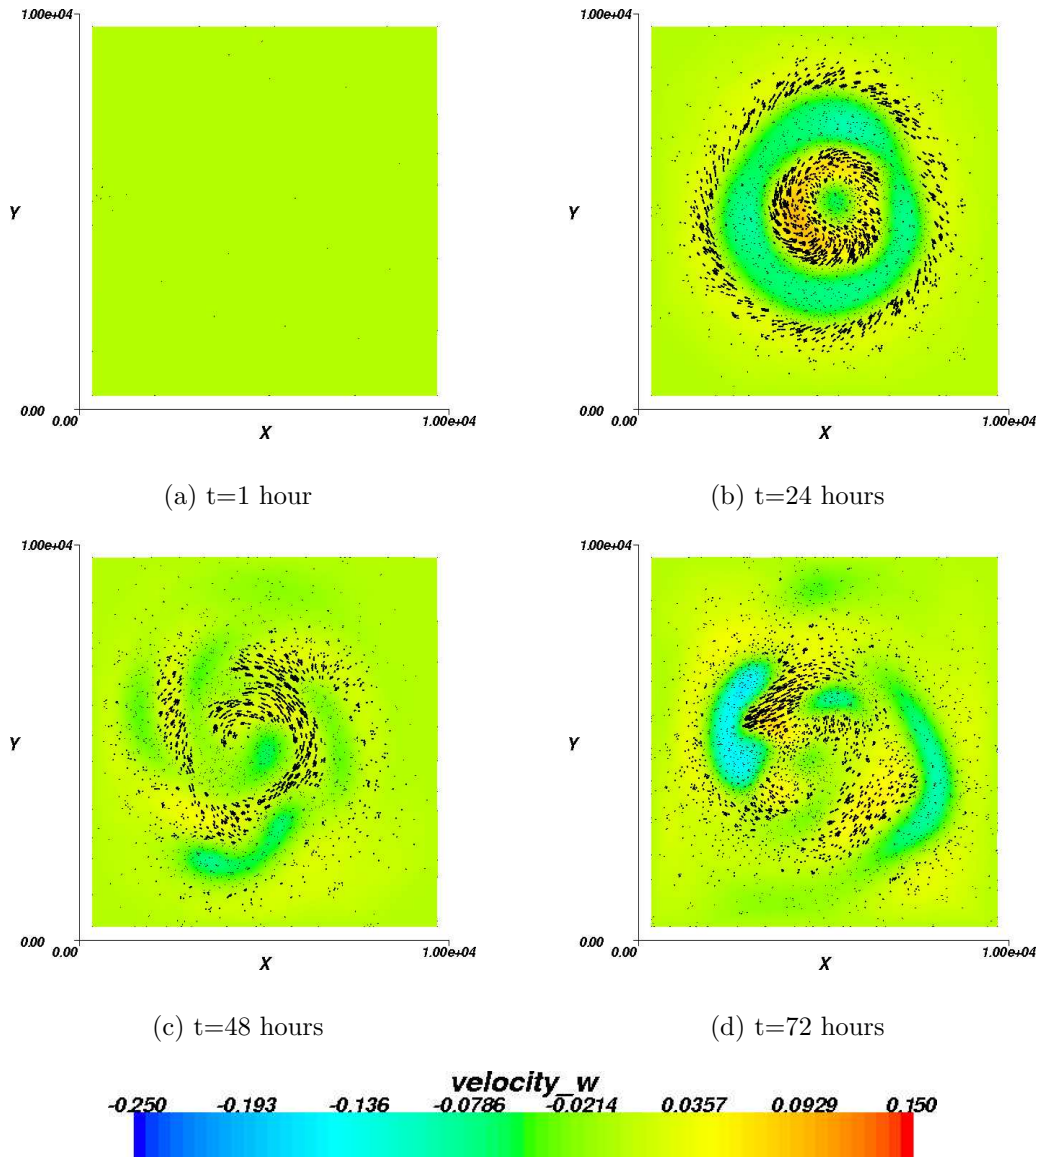 1.00e+04
1.00e+04
Y
Y
0.00
0.00
1.00e+04
0.00
0.00
1.00e+04
X
X
(a) t=1 hour
(b) t=24 hours
1.00e+04
1.00e+04
Y
Y
0.00
0.00
1.00e+04
0.00
0.00
1.00e+04
X
X
(c) t=48 hours
(d) t=72 hours
velocity_w
-0.250 -0.193 -0.136 -0.0786 -0.0214 0.0357 0.0929 0.150